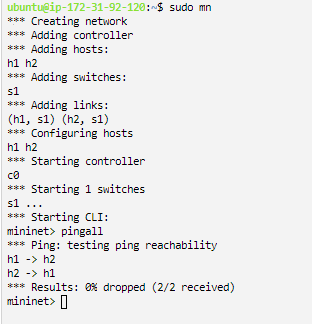 ubuntu@ip-172-31-92-120:~$ sudo mn
*** Creating network
*** Adding controller
*** Adding hosts:
h1 h2
*** Adding switches:
s1
*** Adding links:
(h1, s1) (h2, s1)
*** Configuring hosts
h1 h2
*** Starting controller
c0
*** Starting 1 switches
s1 ...
*** Starting CLI:
mininet> pingall
*** Ping: testing ping reachability
h1 -> h2
h2 -> h1
*** Results: 0% dropped (2/2 received)
mininet>